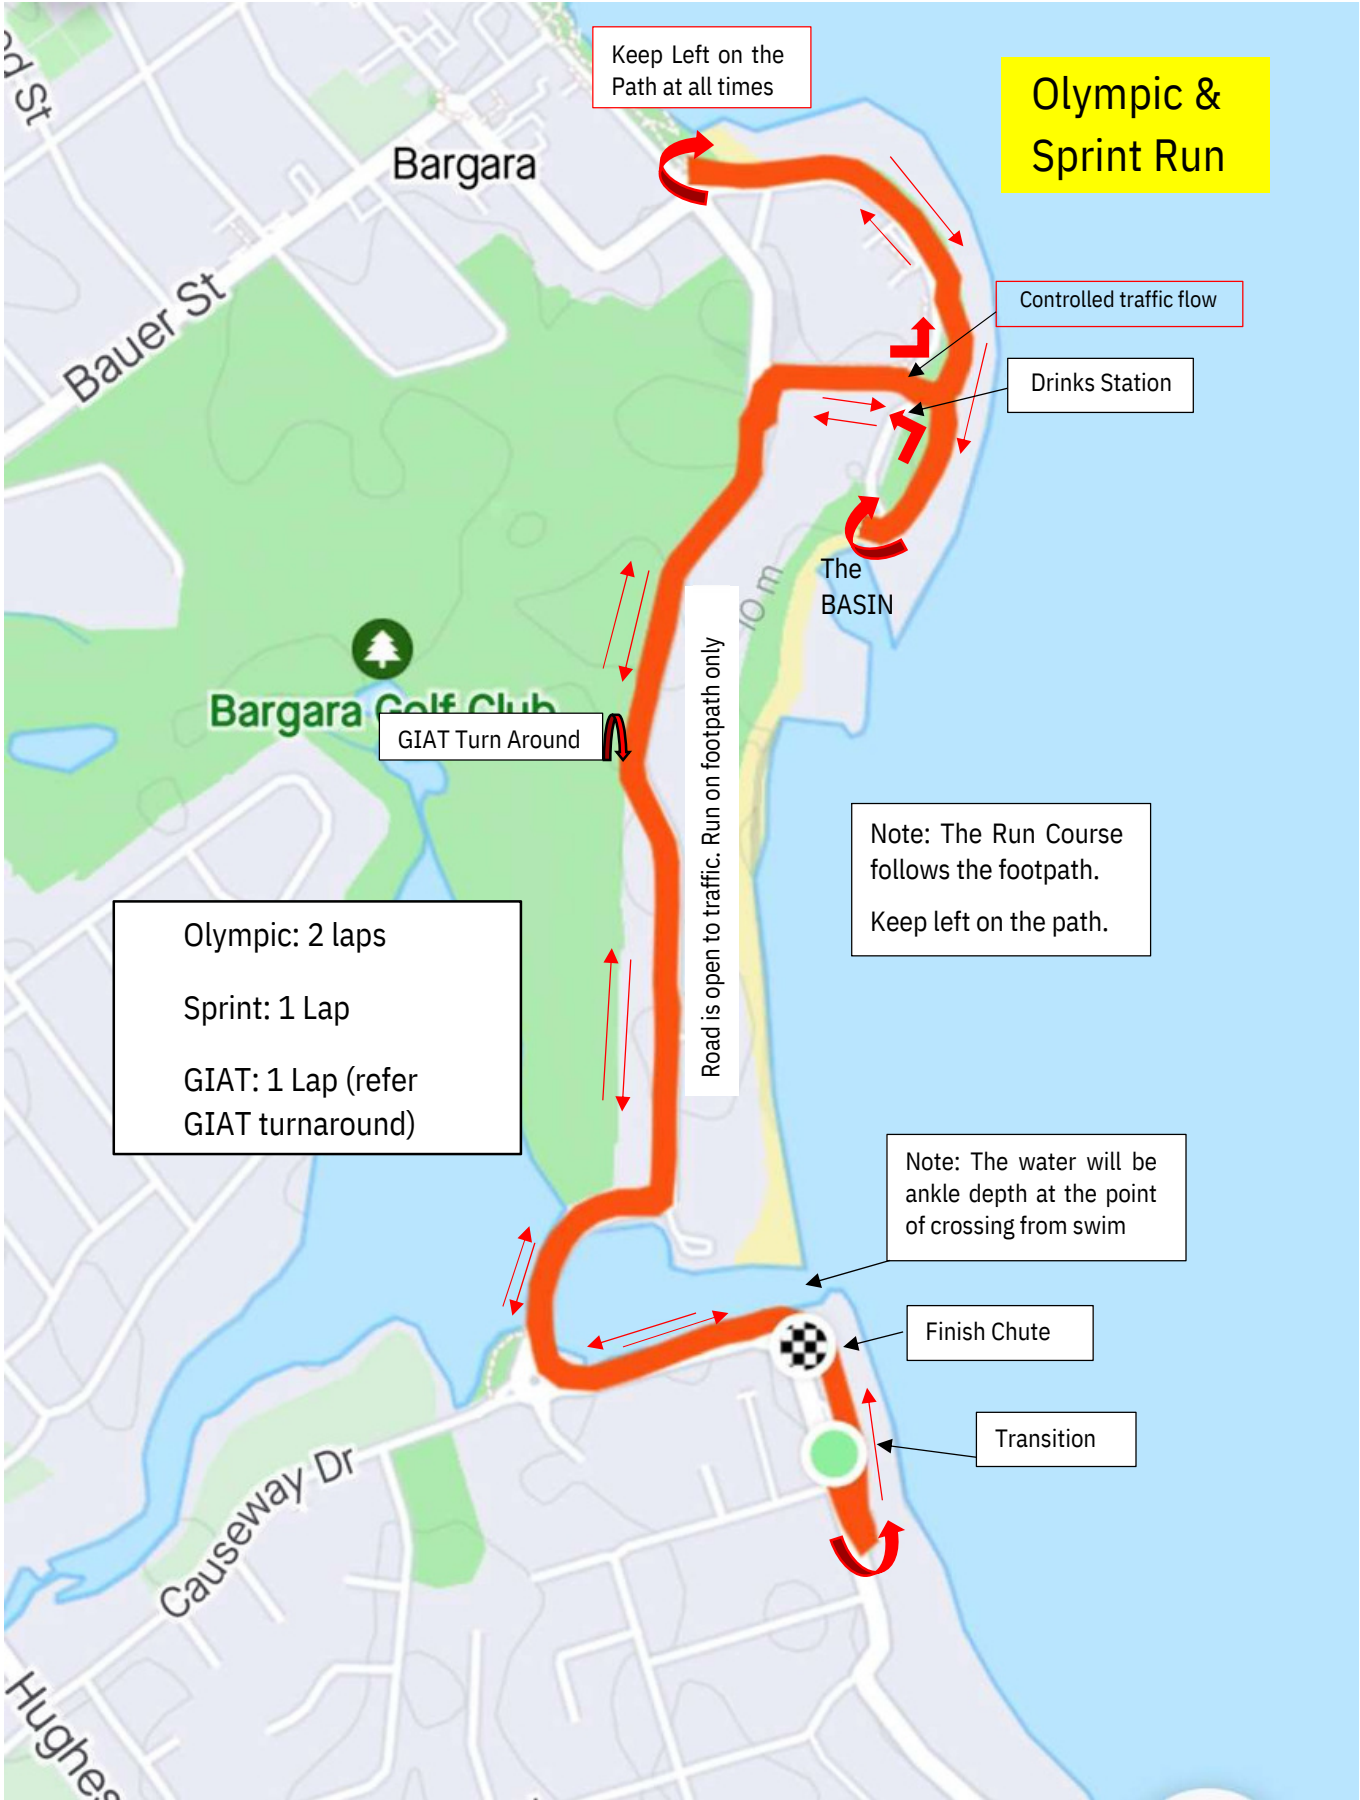 Keep Left on the
Path at all times
Olympic &
Sprint Run
Bargara
Bauer St
Controlled traffic flow
Drinks Station
The
BASIN
10 m
Bargara Golf Club
GIAT Turn Around
Road is open to traffic. Run on footpath only
Note: The Run Course
follows the footpath.
Keep left on the path.
Olympic: 2 laps
Sprint: 1 Lap
GIAT: 1 Lap (refer
GIAT turnaround)
Note: The water will be
ankle depth at the point
of crossing from swim
Finish Chute
Transition
Causeway Dr
Hughes